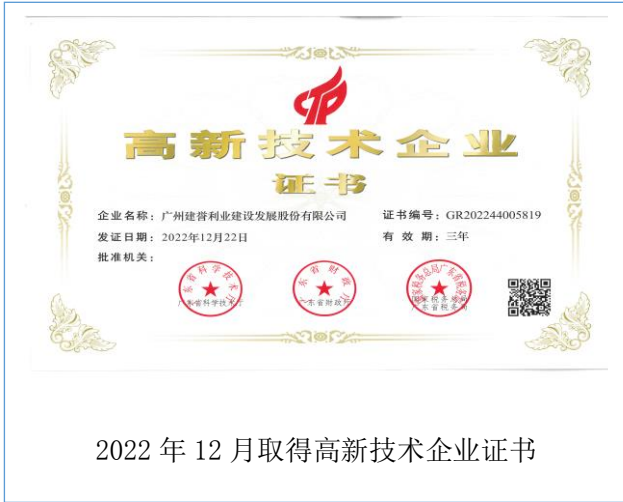 高新技术企业
证书
企业名称：广州建誉利业建设发展股份有限公司
证书编号：GR202244005819
发证日期：2022年12月22日
有效期：三年
批准机关：
广东省科学技术厅
广东省财政厅
国家税务总局
广东省税务局
2022 年 12 月取得高新技术企业证书